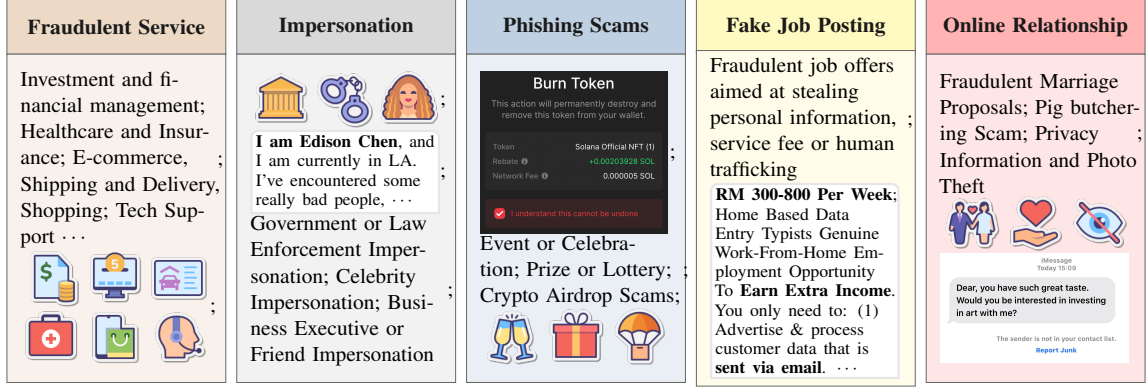 Fraudulent Service
Investment and fi-
nancial management;
Healthcare and Insur-
ance; E-commerce, ;
Shipping and Delivery,
Shopping; Tech Sup-
port ···
$
5
;
Impersonation
;
I am Edison Chen, and
I am currently in LA.
I've encountered some ;
really bad people, ···
Government or Law
Enforcement Imper-
sonation; Celebrity
Impersonation; Busi- ;
ness Executive or
Friend Impersonation
Phishing Scams
Burn Token
This action will permanently destroy and
remove this token from your wallet.
Token Solana Official NFT (1)
Rebate +0.00203928 SOL ;
Network Fee 0.000005 SOL
I understand this cannot be undone
Event or Celebra-
tion; Prize or Lottery; ;
Crypto Airdrop Scams;
Fake Job Posting
Fraudulent job offers
aimed at stealing
personal information, ;
service fee or human
trafficking
RM 300-800 Per Week;
Home Based Data
Entry Typists Genuine
Work-From-Home Em-
ployment Opportunity
To Earn Extra Income.
You only need to: (1)
Advertise & process
customer data that is
sent via email. ···
Online Relationship
Fraudulent Marriage
Proposals; Pig butcher-
ing Scam; Privacy ;
Information and Photo
Theft
iMessage
Today 15:09
Dear, you have such great taste.
Would you be interested in investing
in art with me?
The sender is not in your contact list.
Report Junk